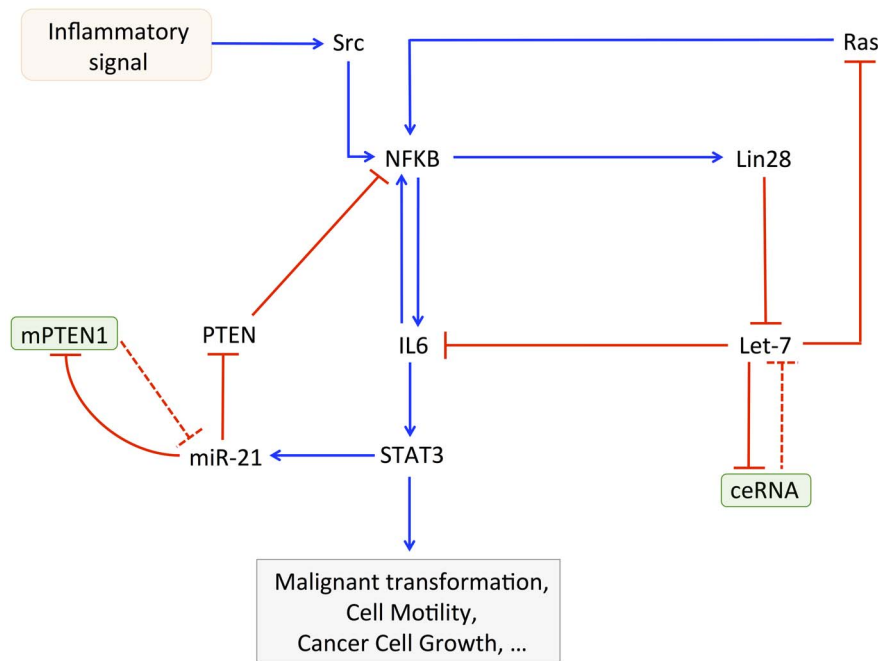 Inflammatory
signal
Src
Ras
NFKB
Lin28
mPTEN1
PTEN
IL6
Let-7
miR-21
STAT3
ceRNA
Malignant transformation,
Cell Motility,
Cancer Cell Growth, ...